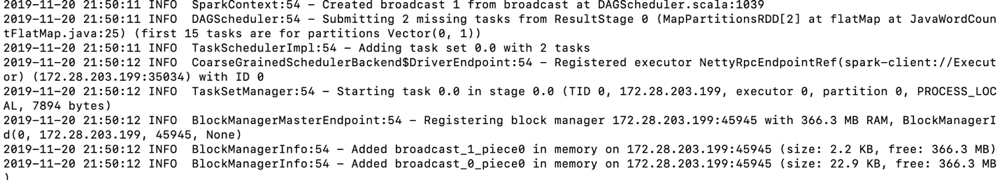 2019-11-20 21:50:11 INFO  SparkContext:54 – Created broadcast 1 from broadcast at DAGScheduler.scala:1039
2019-11-20 21:50:11 INFO  DAGScheduler:54 – Submitting 2 missing tasks from ResultStage 0 (MapPartitionsRDD[2] at flatMap at JavaWordCoun
tFlatMap.java:25) (first 15 tasks are for partitions Vector(0, 1))
2019-11-20 21:50:11 INFO  TaskSchedulerImpl:54 – Adding task set 0.0 with 2 tasks
2019-11-20 21:50:12 INFO  CoarseGrainedSchedulerBackend$DriverEndpoint:54 – Registered executor NettyRpcEndpointRef(spark-client://Execut
or) (172.28.203.199:35034) with ID 0
2019-11-20 21:50:12 INFO  TaskSetManager:54 – Starting task 0.0 in stage 0.0 (TID 0, 172.28.203.199, executor 0, partition 0, PROCESS_LOC
AL, 7894 bytes)
2019-11-20 21:50:12 INFO  BlockManagerMasterEndpoint:54 – Registering block manager 172.28.203.199:45945 with 366.3 MB RAM, BlockManagerI
d(0, 172.28.203.199, 45945, None)
2019-11-20 21:50:12 INFO  BlockManagerInfo:54 – Added broadcast_1_piece0 in memory on 172.28.203.199:45945 (size: 2.2 KB, free: 366.3 MB)
2019-11-20 21:50:12 INFO  BlockManagerInfo:54 – Added broadcast_0_piece0 in memory on 172.28.203.199:45945 (size: 22.9 KB, free: 366.3 MB
)